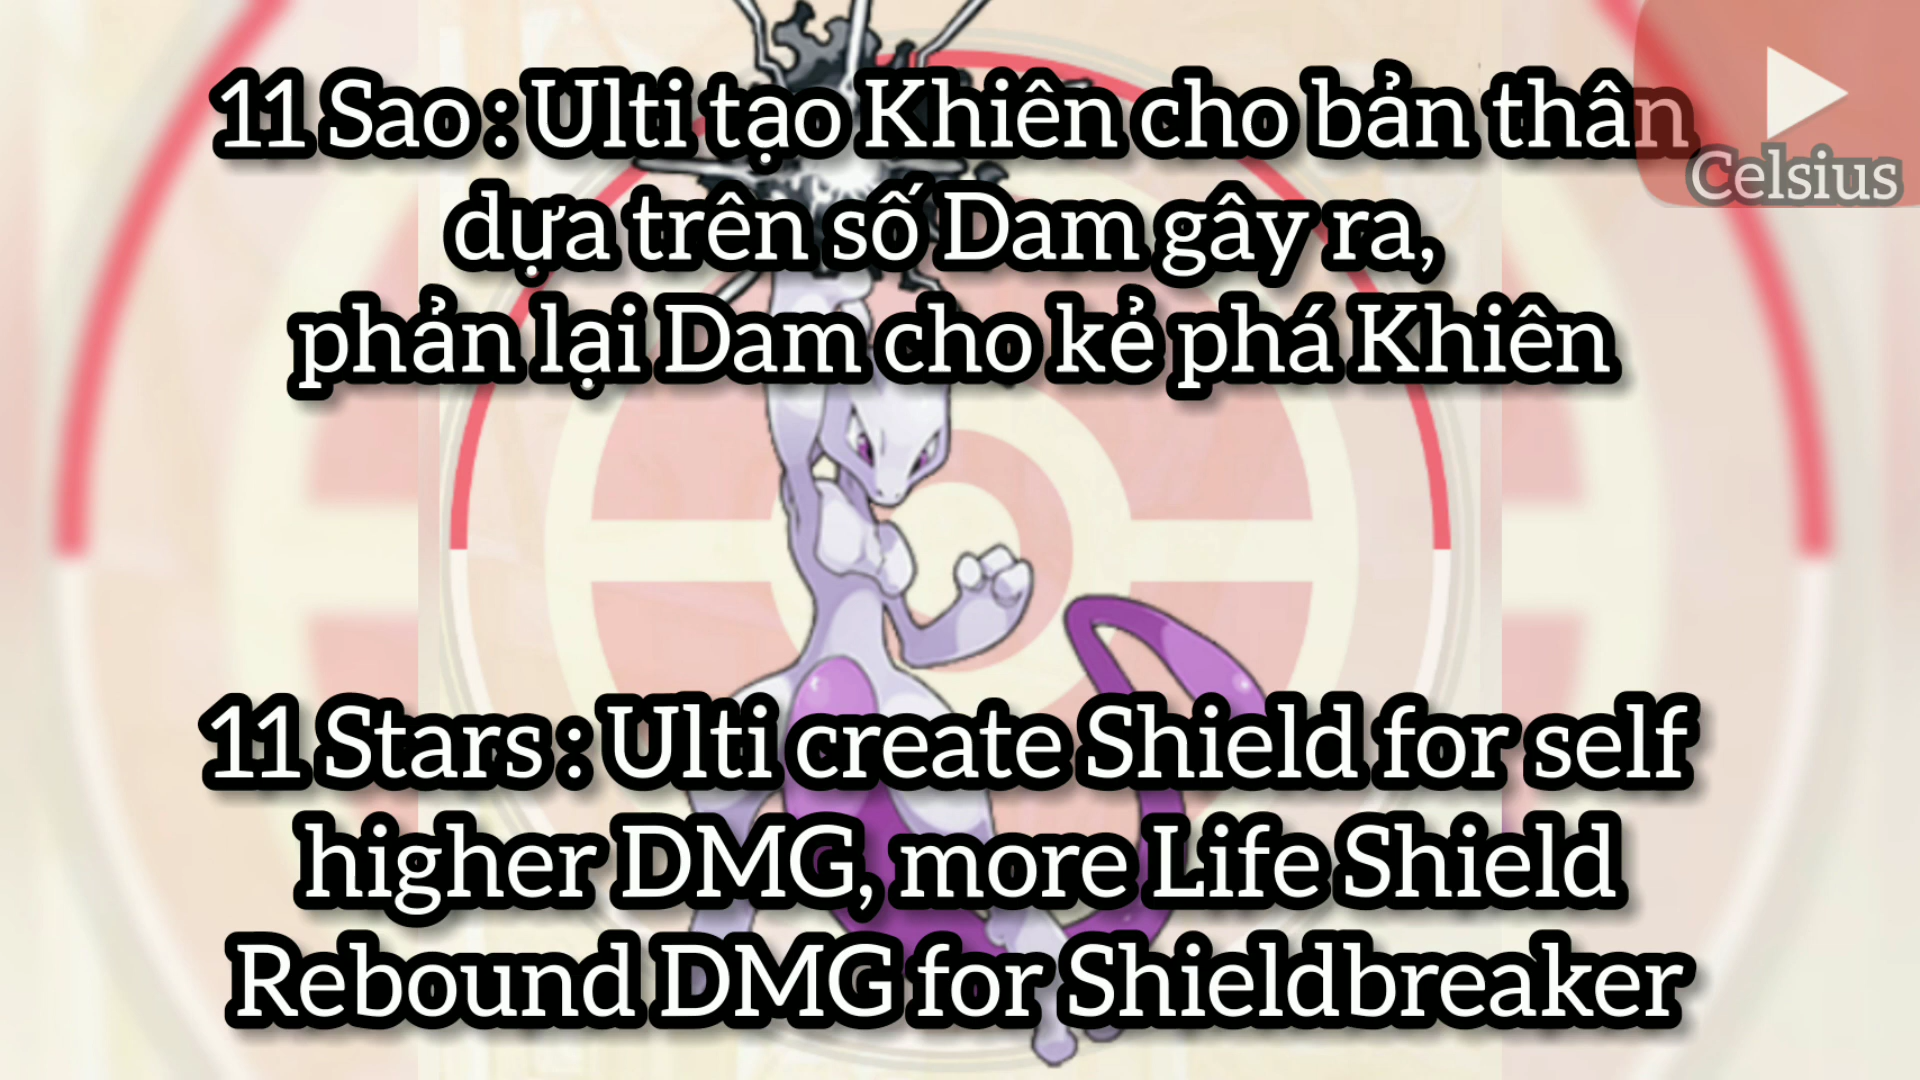 11 Sao : Ulti tạo Khiên cho bản thân
Celsius
dựa trên số Dam gây ra,
phản lại Dam cho kẻ phá Khiên
11 Stars : Ulti create Shield for self
higher DMG, more Life Shield
Rebound DMG for Shieldbreaker